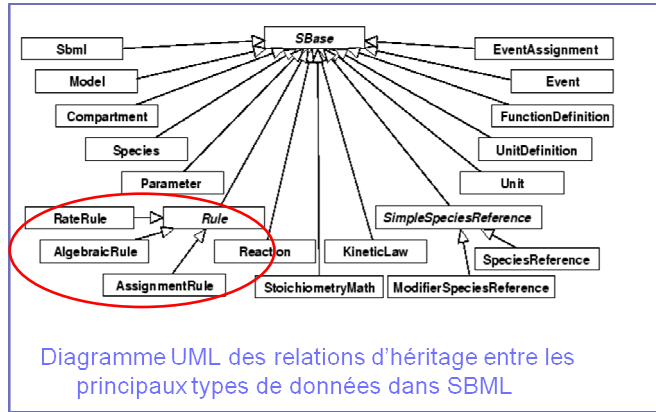 SBase
Sbml
EventAssignment
Model
Event
Compartment
FunctionDefinition
Species
UnitDefinition
Parameter
Unit
RateRule
Rule
SimpleSpeciesReference
AlgebraicRule
Reaction
KineticLaw
SpeciesReference
AssignmentRule
StoichiometryMath
ModifierSpeciesReference
Diagramme UML des relations d'héritage entre les
principaux types de données dans SBML